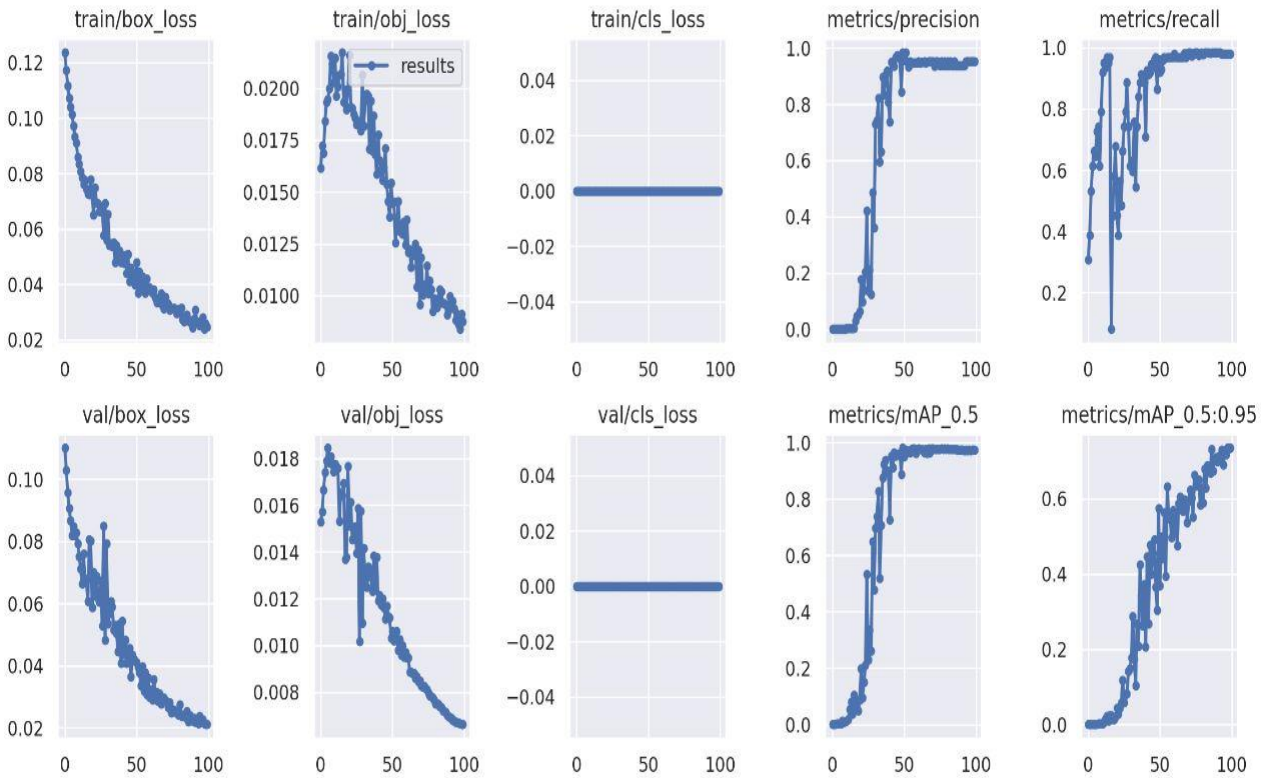 train/box_loss
train/obj_loss
train/cls_loss
metrics/precision
metrics/recall
0.12
0.10
0.08
0.06
0.04
0.02
0 50 100
results
0.0200
0.0175
0.0150
0.0125
0.0100
0 50 100
0.04
0.02
0.00
−0.02
−0.04
0 50 100
1.0
0.8
0.6
0.4
0.2
0.0
0 50 100
1.0
0.8
0.6
0.4
0.2
0 50 100
val/box_loss
val/obj_loss
val/cls_loss
metrics/mAP_0.5
metrics/mAP_0.5:0.95
0.10
0.08
0.06
0.04
0.02
0 50 100
0.018
0.016
0.014
0.012
0.010
0.008
0 50 100
0.04
0.02
0.00
−0.02
−0.04
0 50 100
1.0
0.8
0.6
0.4
0.2
0.0
0 50 100
0.6
0.4
0.2
0.0
0 50 100